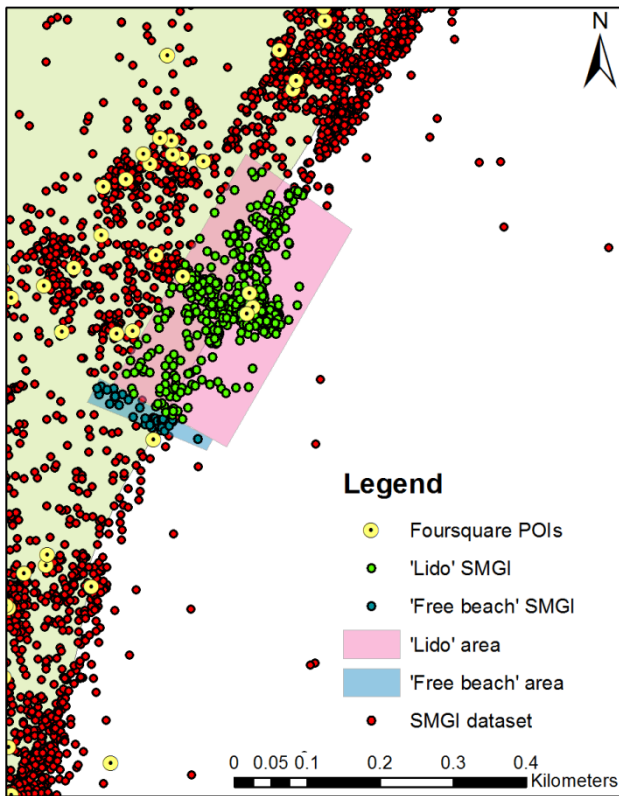 N
Legend
Foursquare POIs
'Lido' SMGI
'Free beach' SMGI
'Lido' area
'Free beach' area
SMGI dataset
0 0.05 0.1 0.2 0.3 0.4
Kilometers